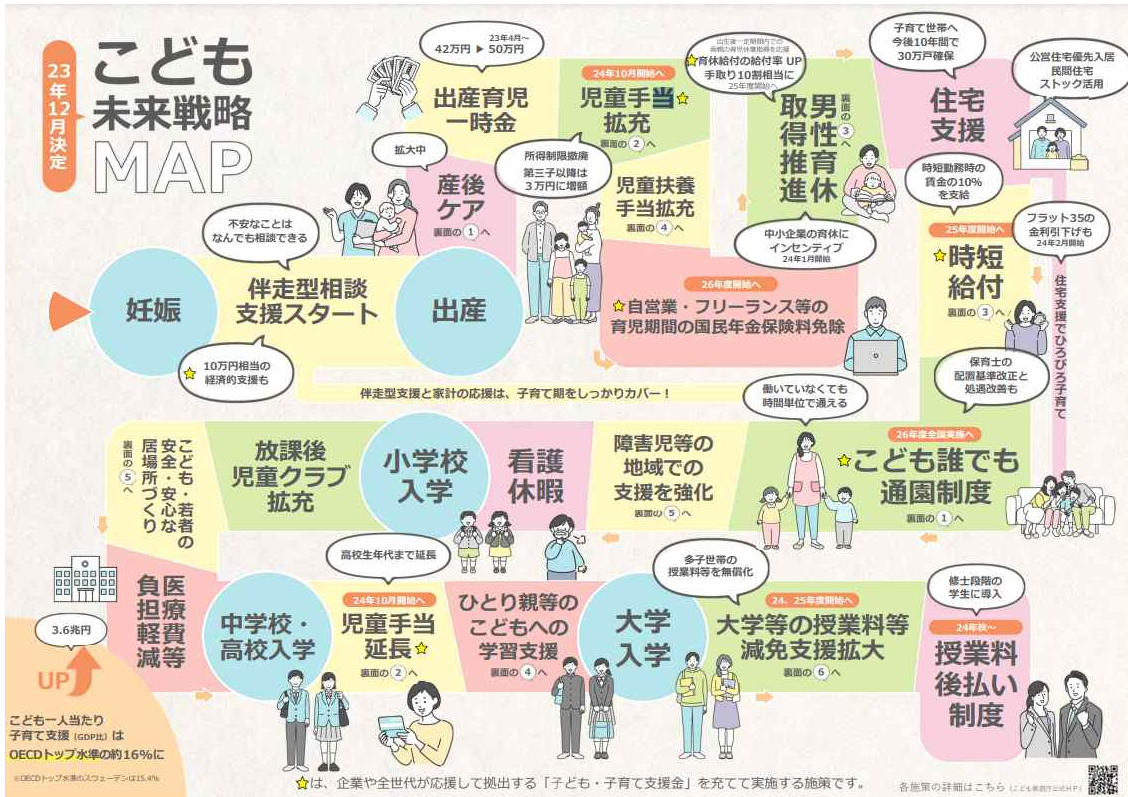 23年12月決定
こども
未来戦略
MAP
23年4月～
42万円 ▶ 50万円
出産育児
一時金
24年10月開始へ
児童手当☆
拡充
裏面の②へ
所得制限撤廃
第三子以降は
3万円に増額
児童扶養
手当拡充
裏面の④へ
出生後一定期間内での
両親の育児休業取得を応援
☆育休給付の給付率 UP
手取り10割相当に
25年度開始へ
男性育休
取得推進
裏面の③へ
中小企業の育休に
インセンティブ
24年1月開始
子育て世帯へ
今後10年間で
30万戸確保
住宅
支援
公営住宅優先入居
民間住宅
ストック活用
フラット35の
金利引下げも
24年2月開始
住宅支援でひろびろ子育て
時短勤務時の
賃金の10%
を支給
25年度開始へ
☆時短
給付
裏面の③へ
拡大中
産後
ケア
裏面の①へ
不安なことは
なんでも相談できる
妊娠
伴走型相談
支援スタート
☆10万円相当の
経済的支援も
出産
26年度開始へ
☆自営業・フリーランス等の
育児期間の国民年金保険料免除
伴走型支援と家計の応援は、子育て期をしっかりカバー！
保育士の
配置基準改正と
処遇改善も
働いていなくても
時間単位で通える
26年度全国実施へ
☆こども誰でも
通園制度
裏面の①へ
障害児等の
地域での
支援を強化
裏面の⑤へ
看護
休暇
小学校
入学
放課後
児童クラブ
拡充
こども・若者の
安全・安心な
居場所づくり
裏面の⑤へ
医療費等
負担軽減
中学校・
高校入学
高校生年代まで延長
24年10月開始へ
児童手当
延長☆
裏面の②へ
ひとり親等の
こどもへの
学習支援
裏面の④へ
大学
入学
多子世帯の
授業料等を無償化
24、25年度開始へ
大学等の授業料等
減免支援拡大
裏面の⑥へ
修士段階の
学生に導入
24年秋～
授業料
後払い
制度
3.6兆円
UP
こども一人当たり
子育て支援（GDP比）は
OECDトップ水準の約16%に
※OECDトップ水準のスウェーデンは15.4%
☆は、企業や全世代が応援して拠出する「子ども・子育て支援金」を充てて実施する施策です。
各施策の詳細はこちら（こども家庭庁公式HP）